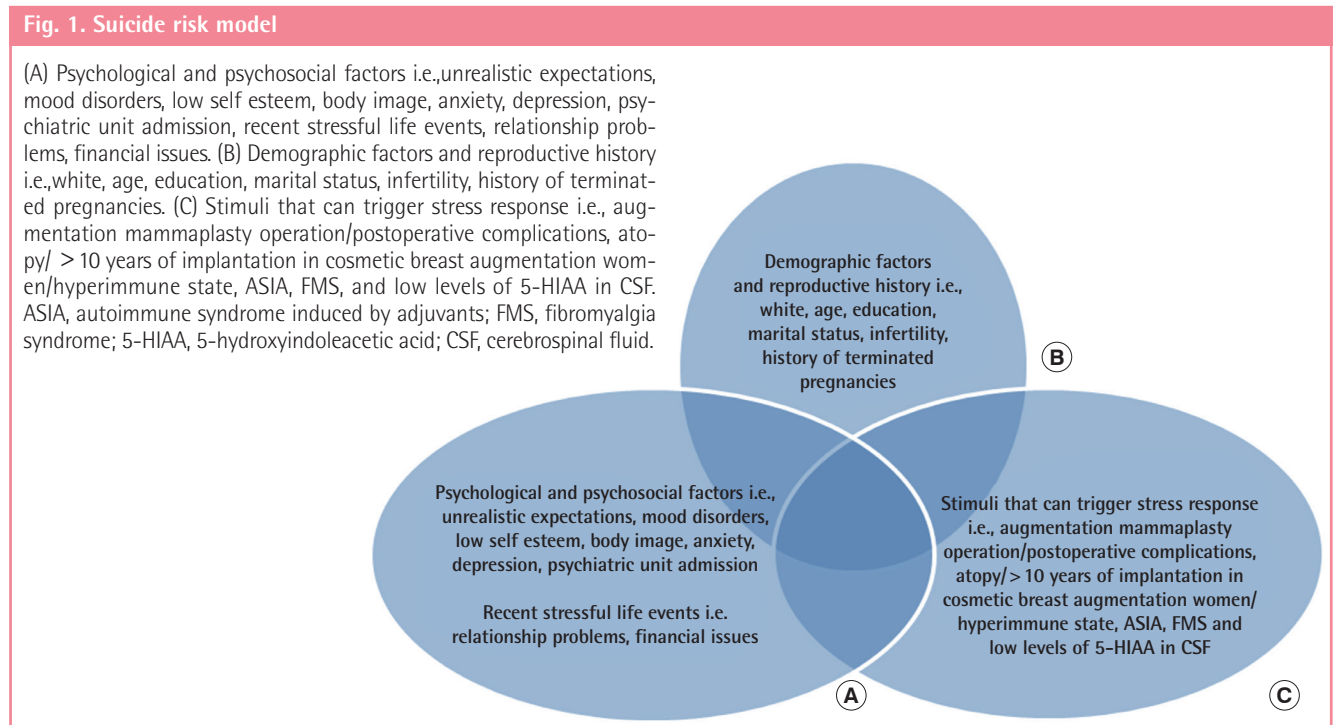 Fig. 1. Suicide risk model
(A) Psychological and psychosocial factors i.e.,unrealistic expectations,
mood disorders, low self esteem, body image, anxiety, depression, psy-
chiatric unit admission, recent stressful life events, relationship prob-
lems, financial issues. (B) Demographic factors and reproductive history
i.e.,white, age, education, marital status, infertility, history of terminat-
ed pregnancies. (C) Stimuli that can trigger stress response i.e., aug-
mentation mammaplasty operation/postoperative complications, ato-
py/ > 10 years of implantation in cosmetic breast augmentation wom-
en/hyperimmune state, ASIA, FMS, and low levels of 5-HIAA in CSF.
ASIA, autoimmune syndrome induced by adjuvants; FMS, fibromyalgia
syndrome; 5-HIAA, 5-hydroxyindoleacetic acid; CSF, cerebrospinal fluid.
Demographic factors
and reproductive history i.e.,
white, age, education,
marital status, infertility,
history of terminated
pregnancies
B
Psychological and psychosocial factors i.e.,
unrealistic expectations, mood disorders,
low self esteem, body image, anxiety,
depression, psychiatric unit admission
Recent stressful life events i.e.
relationship problems, financial issues
A
Stimuli that can trigger stress response
i.e., augmentation mammaplasty
operation/postoperative complications,
atopy/ > 10 years of implantation in
cosmetic breast augmentation women/
hyperimmune state, ASIA, FMS and
low levels of 5-HIAA in CSF
C